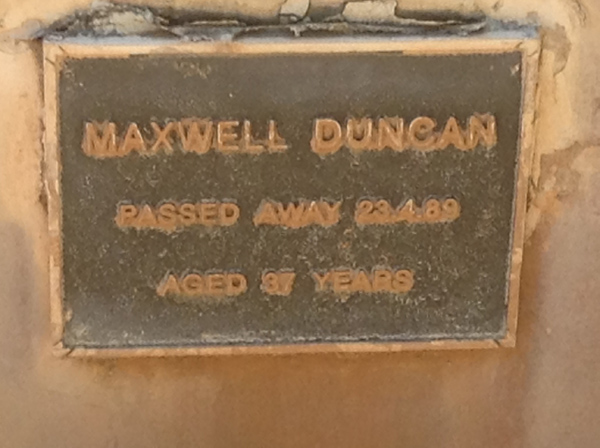 MAXWELL DUNCAN
PASSED AWAY 23.4.89
AGED 37 YEARS